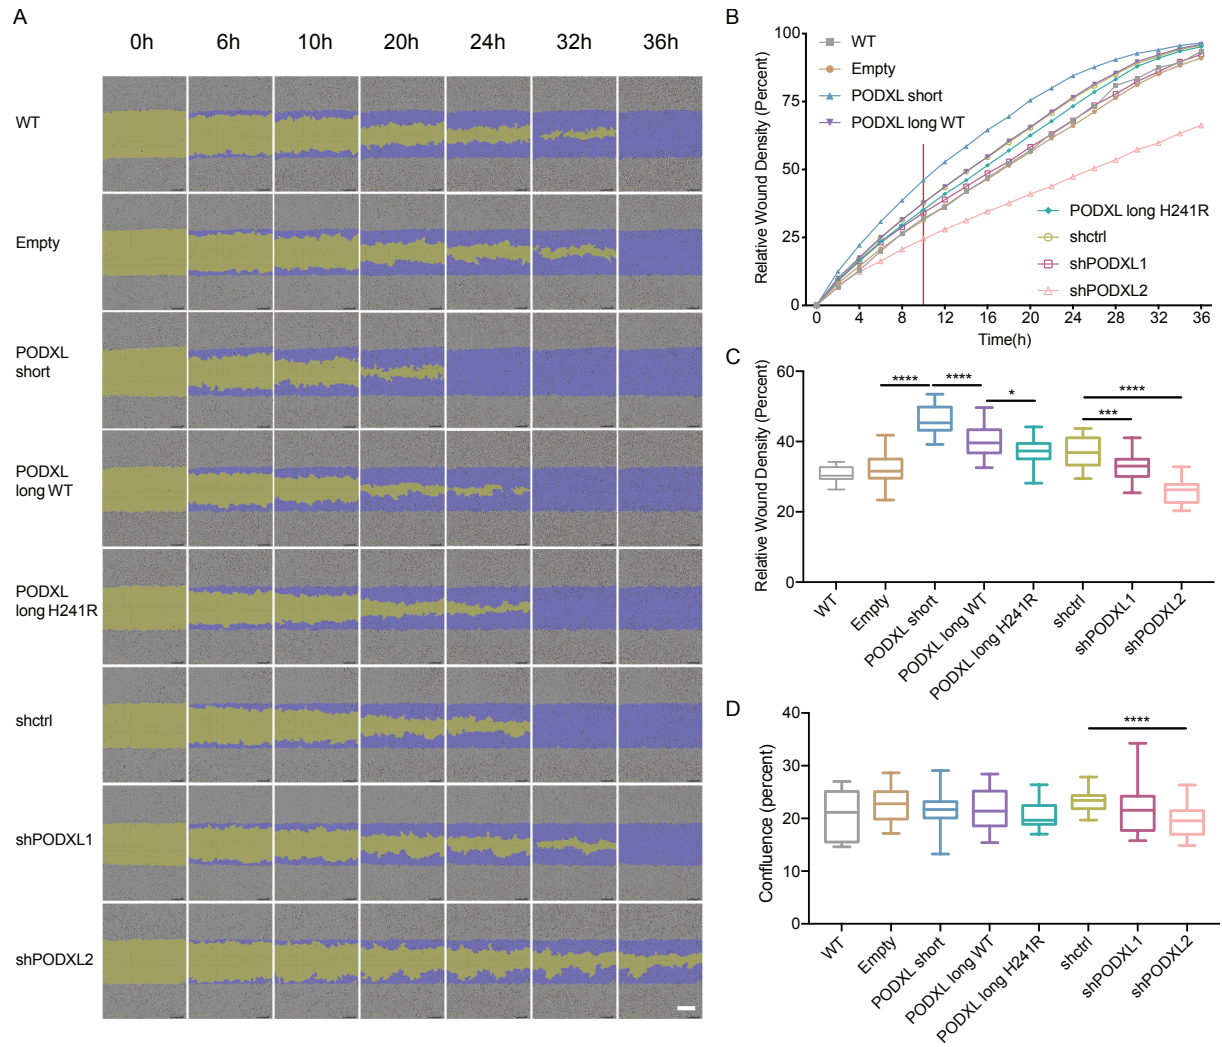 A
0h 6h 10h 20h 24h 32h 36h
WT
Empty
PODXL
short
PODXL
long WT
PODXL
long H241R
shctrl
shPODXL1
shPODXL2
B
Relative Wound Density (Percent)
100
75
50
25
0
0 4 8 12 16 20 24 28 32 36
Time(h)
WT
Empty
PODXL short
PODXL long WT
PODXL long H241R
shctrl
shPODXL1
shPODXL2
C
Relative Wound Density (Percent)
60
40
20
0
**** **** * **** ***
WT Empty PODXL short PODXL long WT PODXL long H241R shctrl shPODXL1 shPODXL2
D
Confluence (percent)
40
30
20
10
0
****
WT Empty PODXL short PODXL long WT PODXL long H241R shctrl shPODXL1 shPODXL2